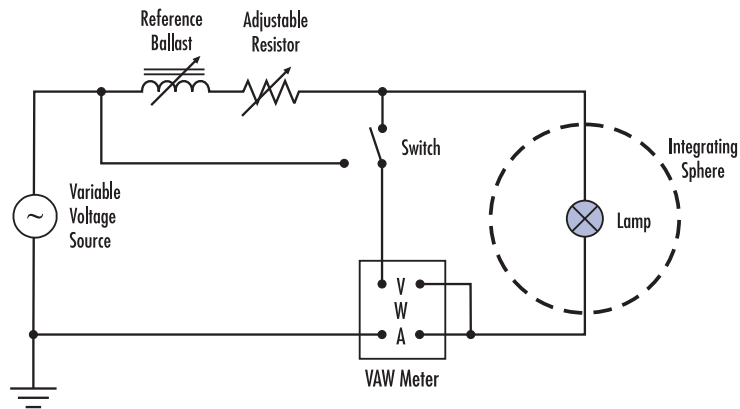 Reference
Ballast
Adjustable
Resistor
Switch
Integrating
Sphere
Variable
Voltage
Source
~
Lamp
V
W
A
VAW Meter